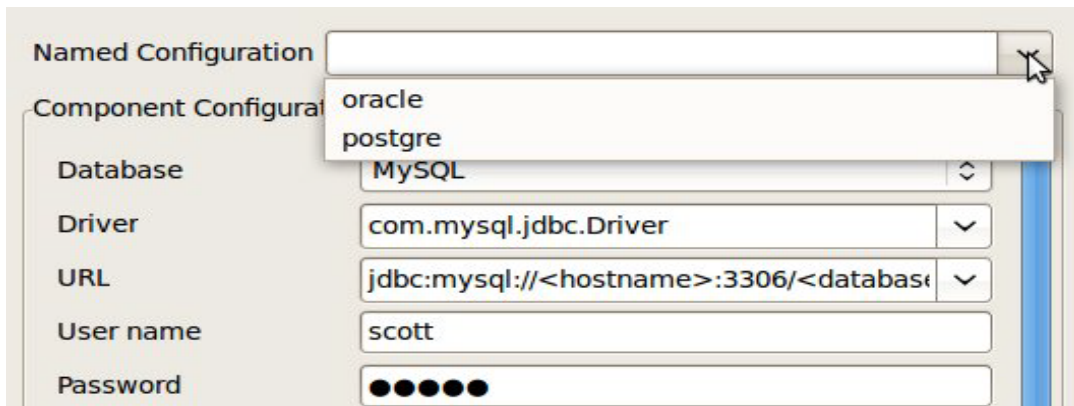 Named Configuration
oracle
Component Configurat
postgre
Database MySQL
Driver com.mysql.jdbc.Driver
URL jdbc:mysql://<hostname>:3306/<database
User name scott
Password ●●●●●